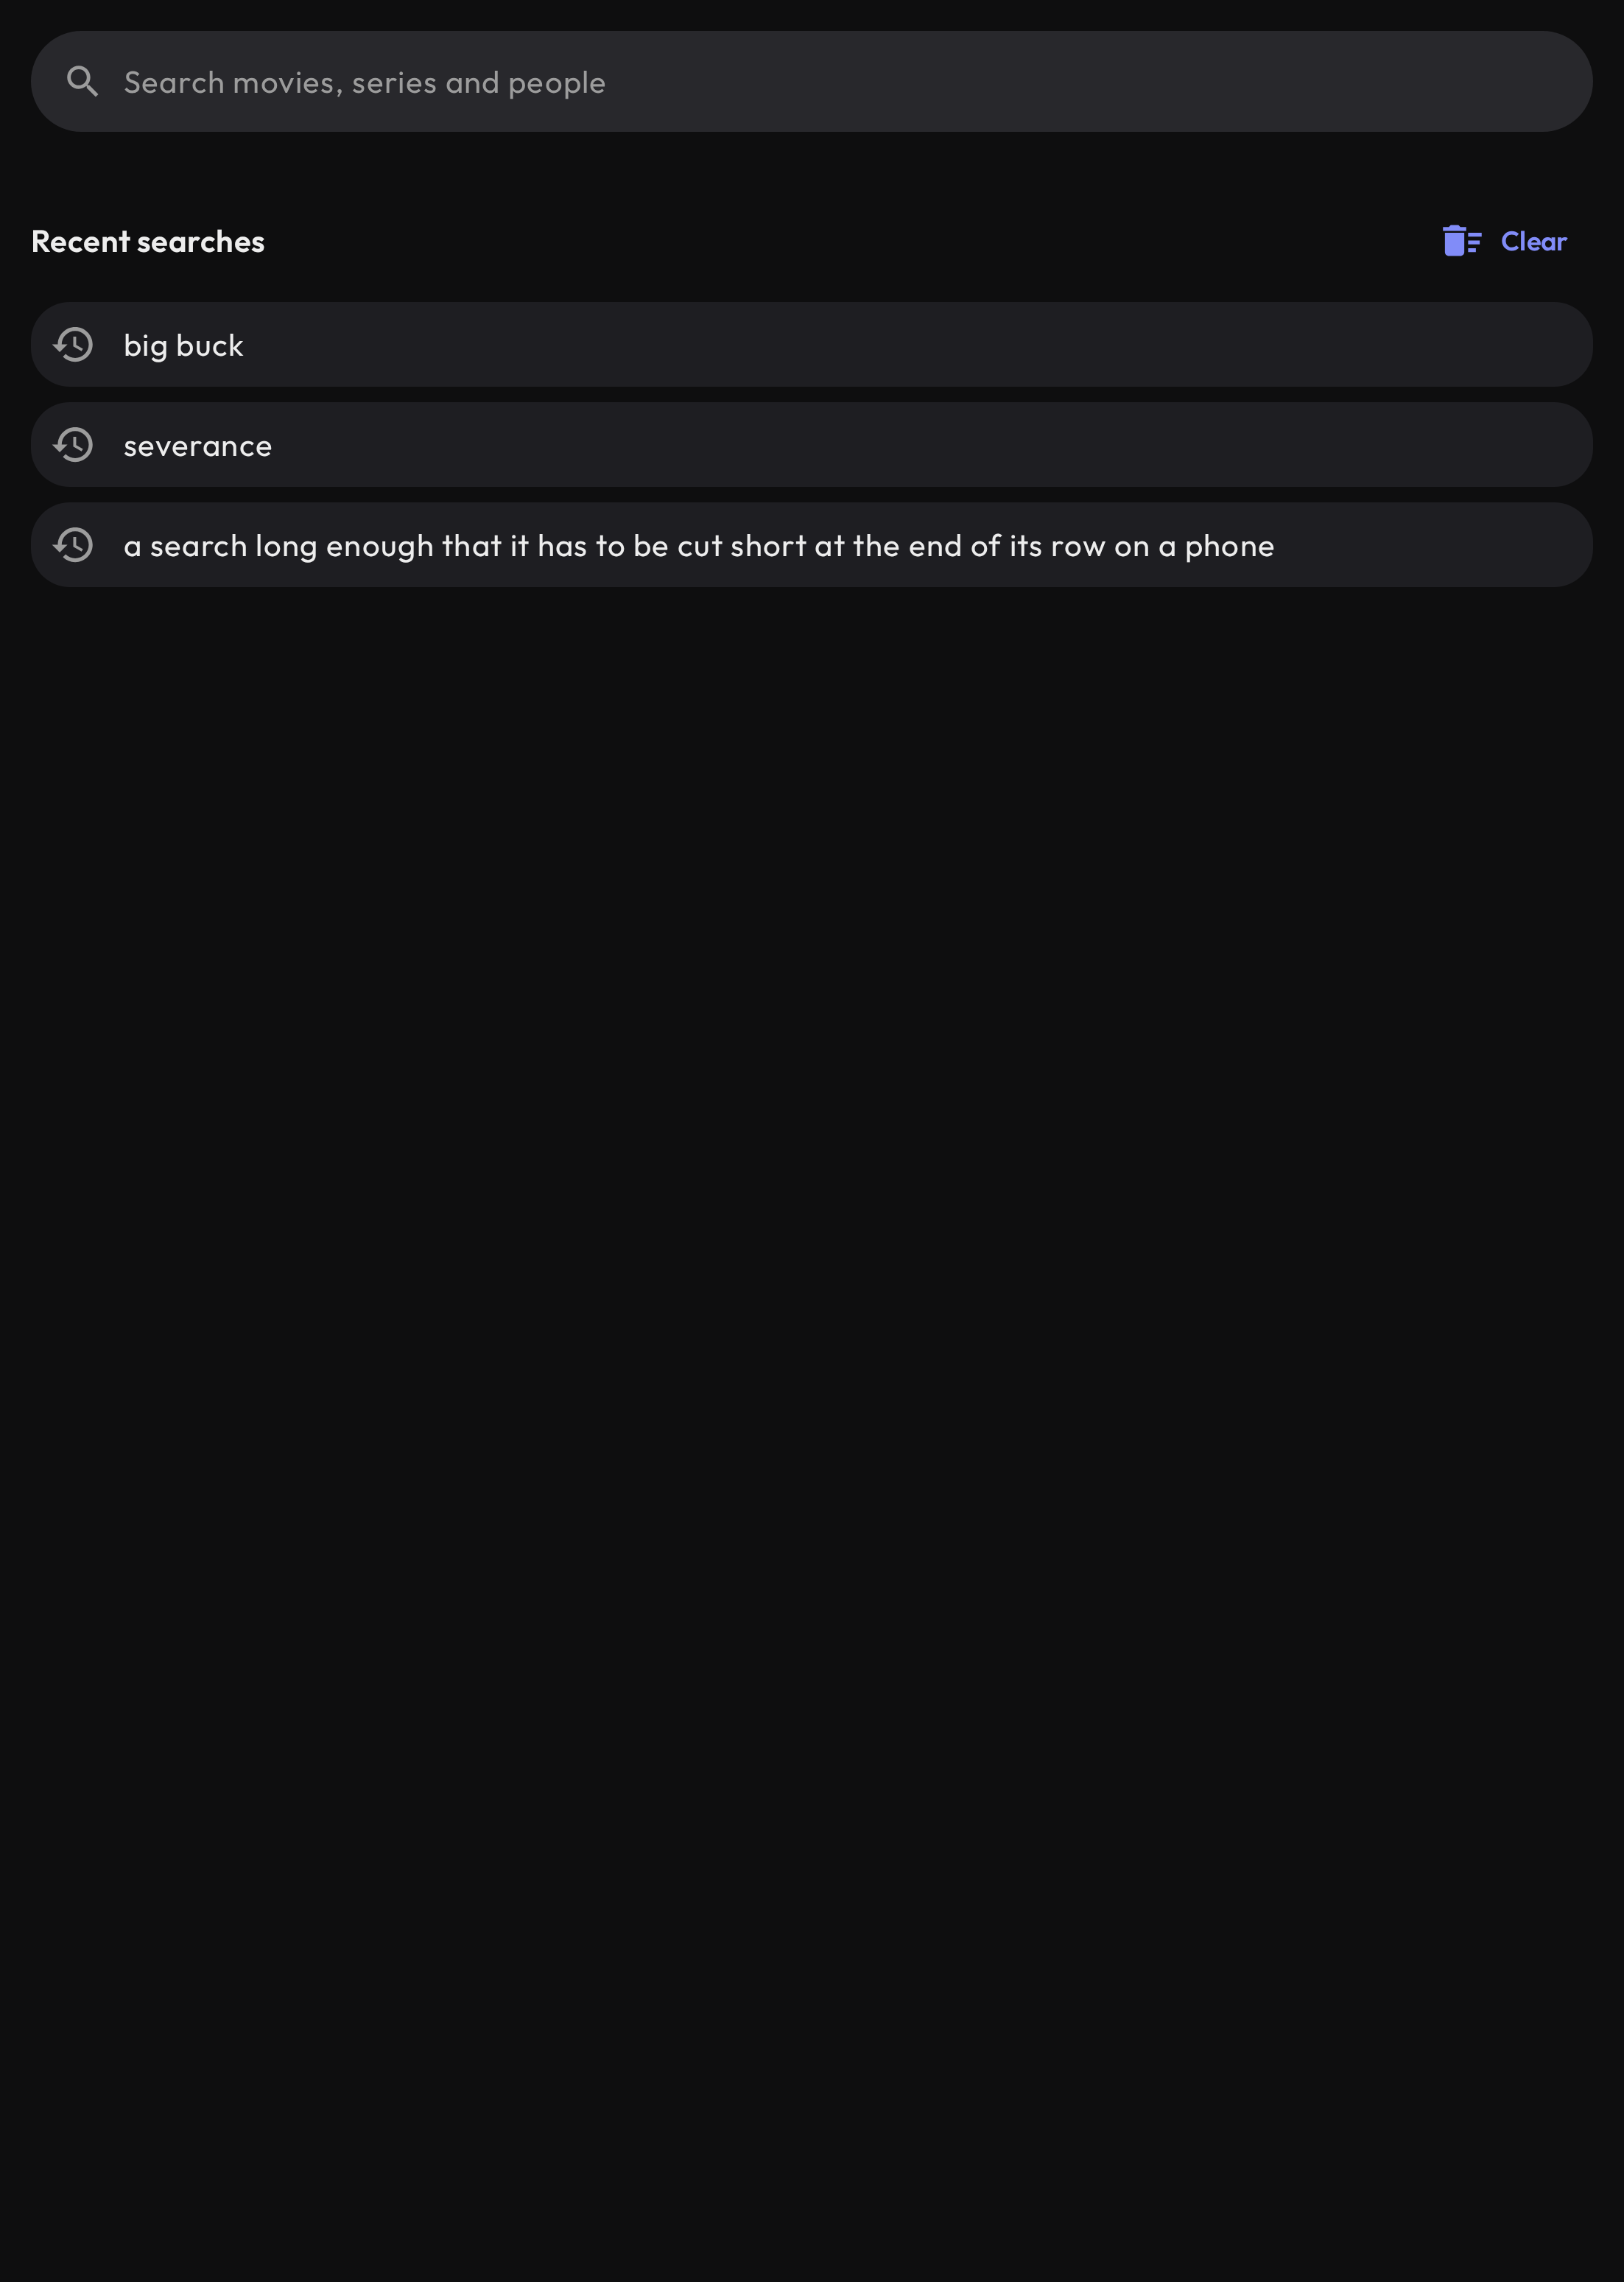 Search movies, series and people
Recent searches
Clear
big buck
severance
a search long enough that it has to be cut short at the end of its row on a phone